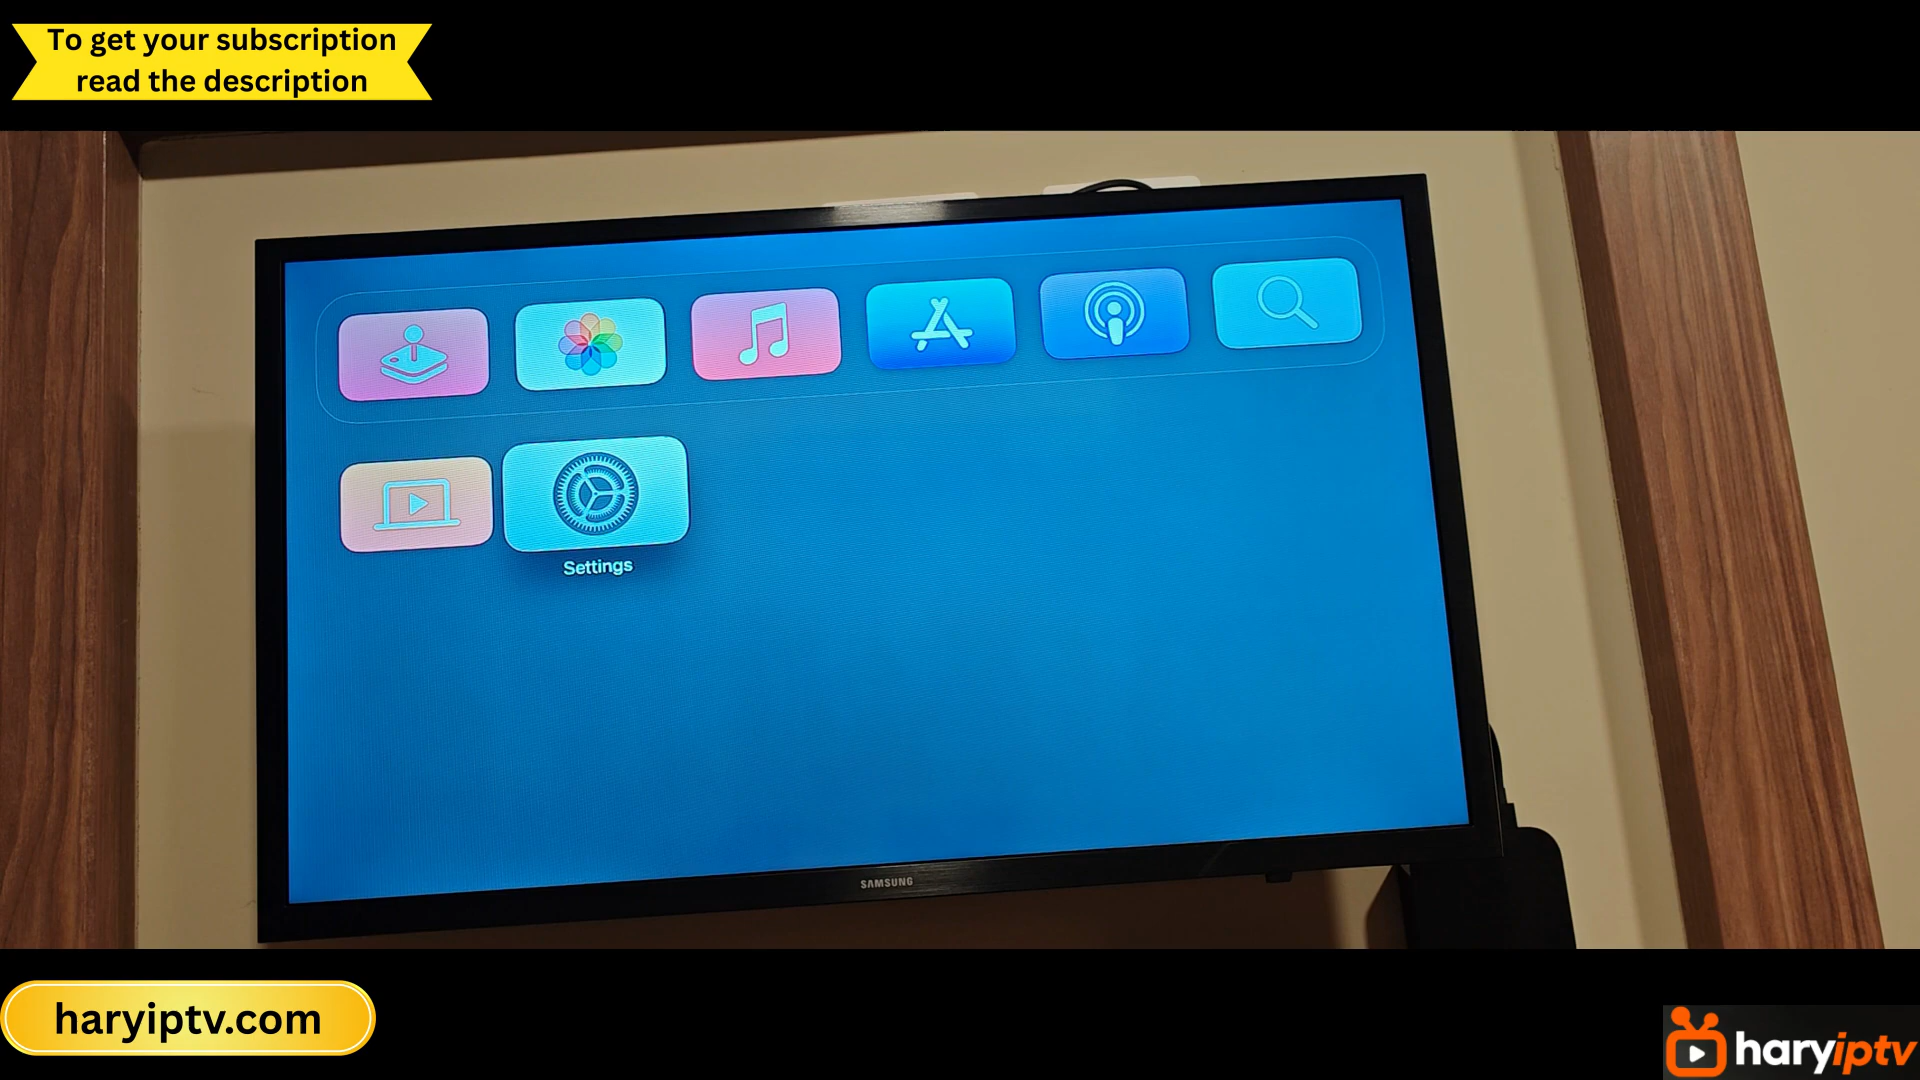 To get your subscription
read the description
Settings
SAMSUNG
haryiptv.com
haryiptv